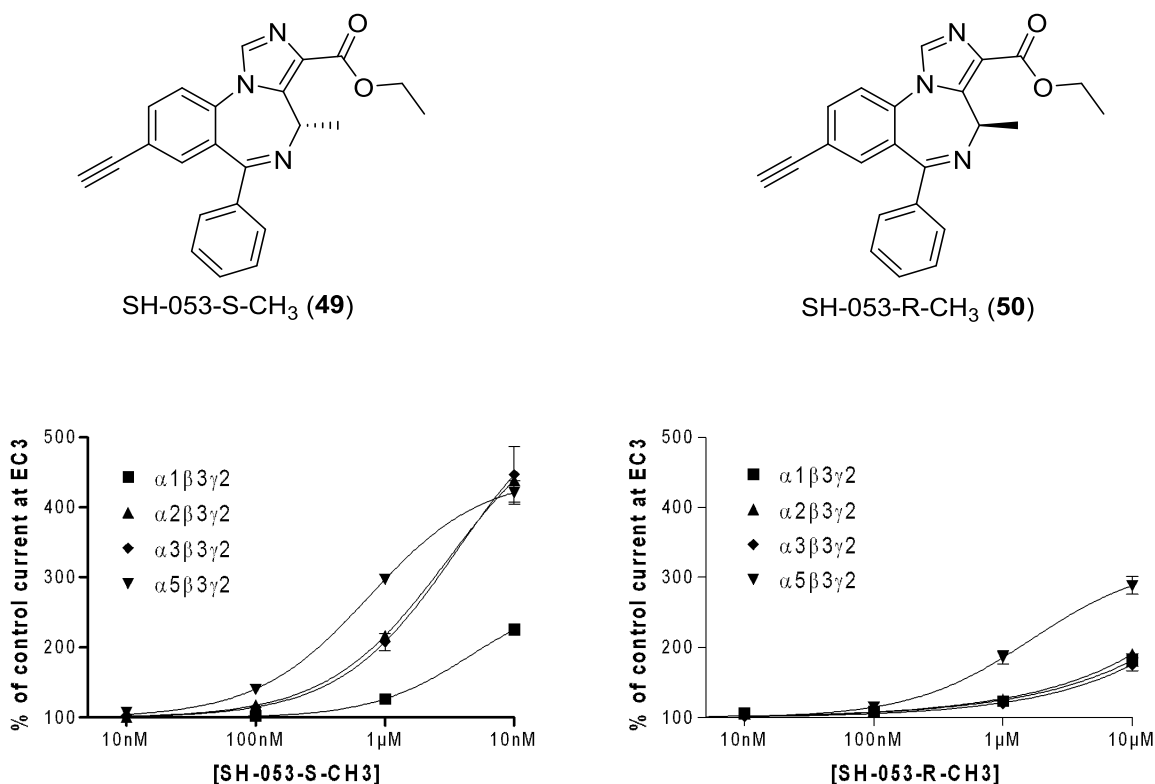 N
O
N
O
N
SH-053-S-CH3 (49)
N
O
N
O
N
SH-053-R-CH3 (50)
% of control current at EC3
500
400
300
200
100
α1β3γ2
α2β3γ2
α3β3γ2
α5β3γ2
10nM 100nM 1µM 10nM
[SH-053-S-CH3]
% of control current at EC3
500
400
300
200
100
α1β3γ2
α2β3γ2
α3β3γ2
α5β3γ2
10nM 100nM 1µM 10µM
[SH-053-R-CH3]